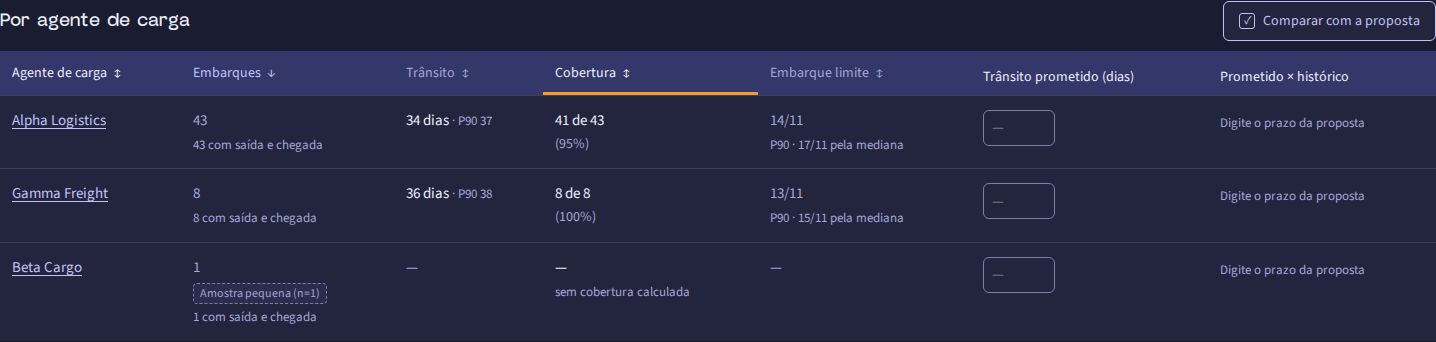 Por agente de carga
✓ Comparar com a proposta
Agente de carga ↕ Embarques ↓ Trânsito ↕ Cobertura ↕ Embarque limite ↕ Trânsito prometido (dias) Prometido × histórico
Alpha Logistics 43 34 dias · P90 37 41 de 43 14/11 — Digite o prazo da proposta
43 com saída e chegada (95%) P90 · 17/11 pela mediana
Gamma Freight 8 36 dias · P90 38 8 de 8 13/11 — Digite o prazo da proposta
8 com saída e chegada (100%) P90 · 15/11 pela mediana
Beta Cargo 1 — — — — Digite o prazo da proposta
Amostra pequena (n=1) sem cobertura calculada
1 com saída e chegada